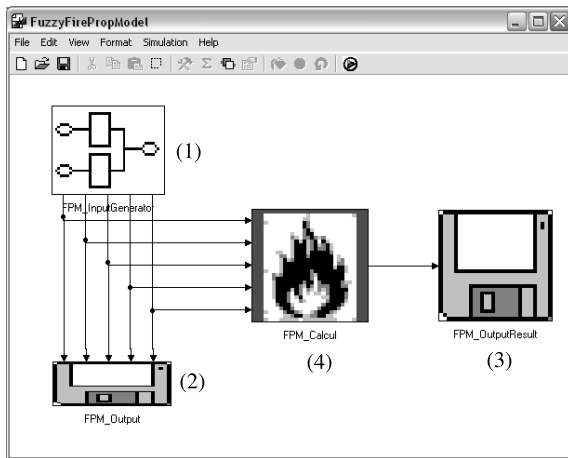 FuzzyFirePropModel
File Edit View Format Simulation Help
(1)
FPM_InputGenerator
FPM_Calcul
(4)
FPM_OutputResult
(3)
(2)
FPM_Output